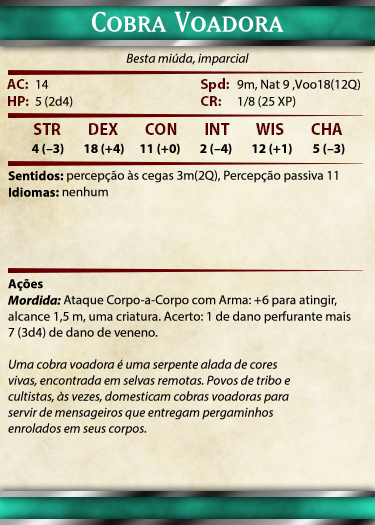 COBRA VOADORA
Besta miúda, imparcial
AC: 14 Spd: 9m, Nat 9 ,Voo18(12Q)
HP: 5 (2d4) CR: 1/8 (25 XP)
STR DEX CON INT WIS CHA
4 (–3) 18 (+4) 11 (+0) 2 (–4) 12 (+1) 5 (–3)
Sentidos: percepção às cegas 3m(2Q), Percepção passiva 11
Idiomas: nenhum
Ações
Mordida: Ataque Corpo-a-Corpo com Arma: +6 para atingir,
alcance 1,5 m, uma criatura. Acerto: 1 de dano perfurante mais
7 (3d4) de dano de veneno.
Uma cobra voadora é uma serpente alada de cores
vivas, encontrada em selvas remotas. Povos de tribo e
cultistas, às vezes, domesticam cobras voadoras para
servir de mensageiros que entregam pergaminhos
enrolados em seus corpos.